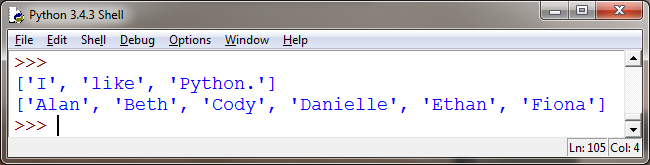 Python 3.4.3 Shell
File Edit Shell Debug Options Window Help
>>>
['I', 'like', 'Python.']
['Alan', 'Beth', 'Cody', 'Danielle', 'Ethan', 'Fiona']
>>>
Ln: 105 Col: 4